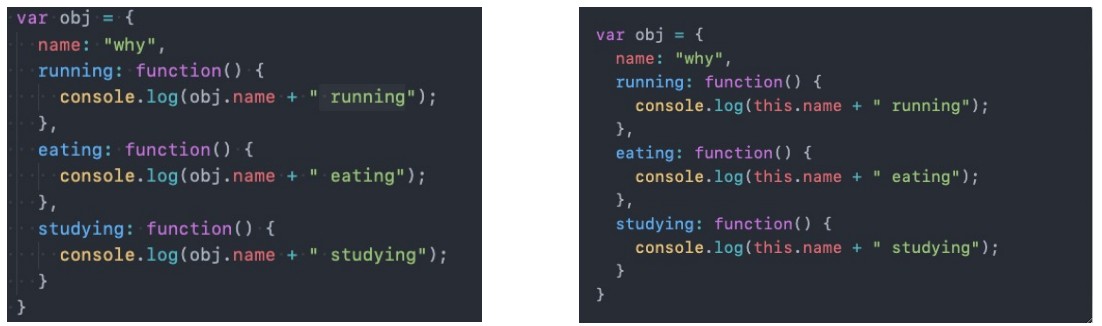 var obj = {
  name: "why",
  running: function() {
    console.log(obj.name + " running");
  },
  eating: function() {
    console.log(obj.name + " eating");
  },
  studying: function() {
    console.log(obj.name + " studying");
  }
}
var obj = {
  name: "why",
  running: function() {
    console.log(this.name + " running");
  },
  eating: function() {
    console.log(this.name + " eating");
  },
  studying: function() {
    console.log(this.name + " studying");
  }
}